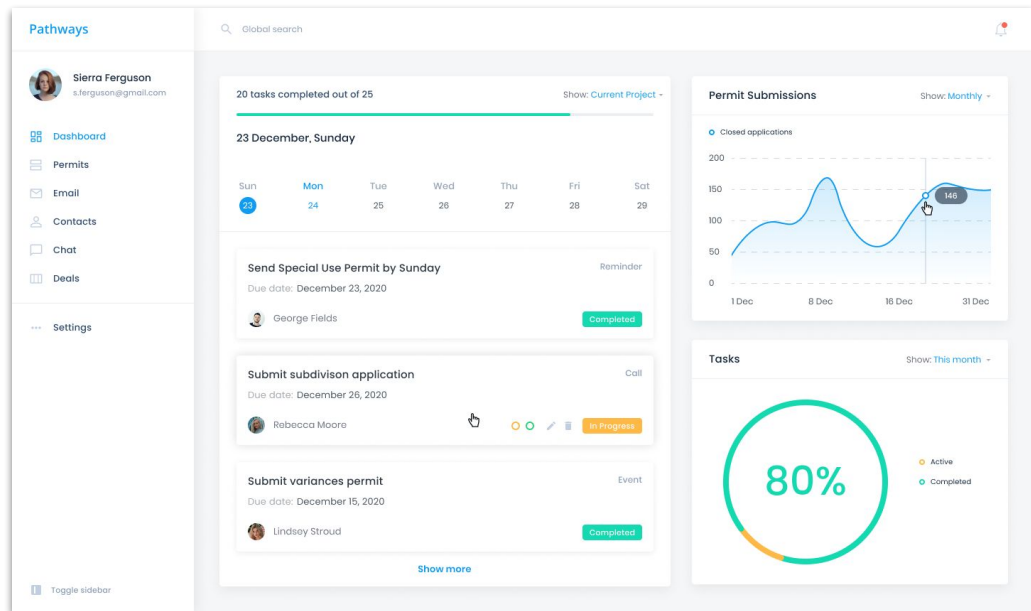 Pathways
Global search
Sierra Ferguson
s.ferguson@gmail.com
Dashboard
Permits
Email
Contacts
Chat
Deals
Settings
Toggle sidebar
20 tasks completed out of 25
Show: Current Project
23 December, Sunday
Sun Mon Tue Wed Thu Fri Sat
23 24 25 26 27 28 29
Send Special Use Permit by Sunday
Reminder
Due date: December 23, 2020
George Fields
Completed
Submit subdivison application
Call
Due date: December 26, 2020
Rebecca Moore
In Progress
Submit variances permit
Event
Due date: December 15, 2020
Lindsey Stroud
Completed
Show more
Permit Submissions
Show: Monthly
Closed applications
200
150
146
100
50
0
1 Dec 8 Dec 16 Dec 31 Dec
Tasks
Show: This month
80%
Active
Completed